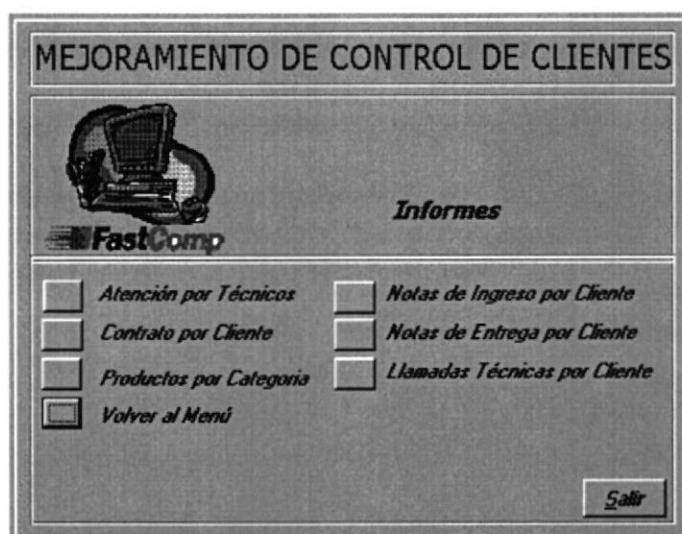 MEJORAMIENTO DE CONTROL DE CLIENTES
FastComp
Informes
Atención por Técnicos
Contrato por Cliente
Productos por Categoria
Volver al Menú
Notas de Ingreso por Cliente
Notas de Entrega por Cliente
Llamadas Técnicas por Cliente
Salir